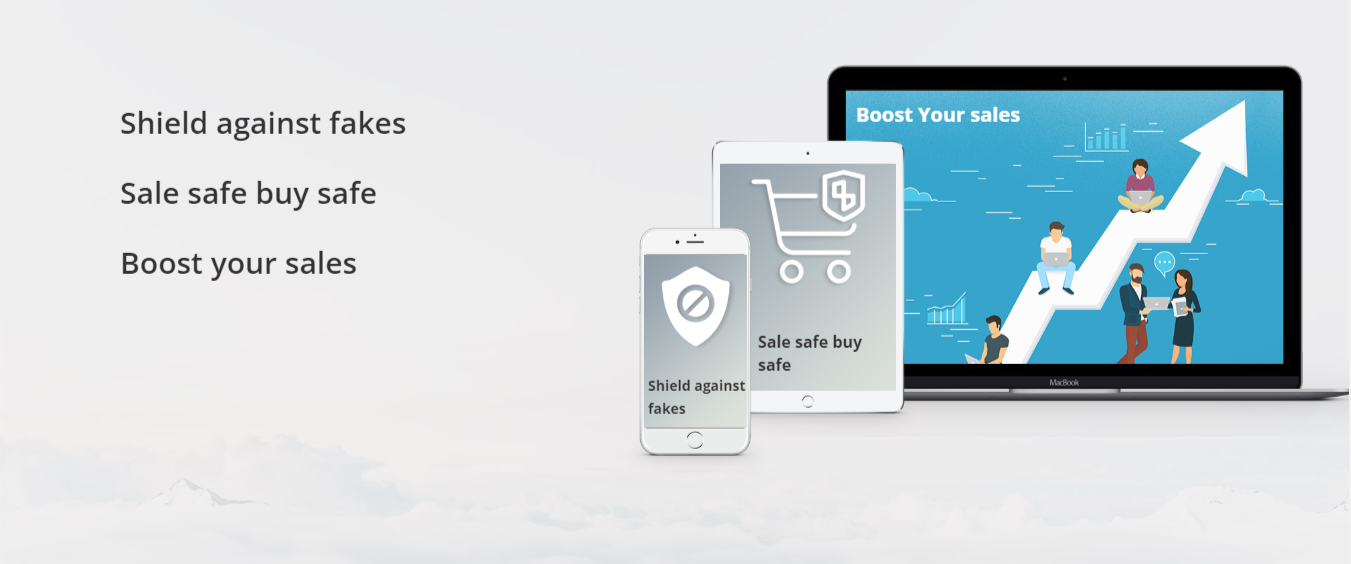 Shield against fakes
Sale safe buy safe
Boost your sales
Boost Your sales
Sale safe buy
safe
Shield against
fakes
MacBook